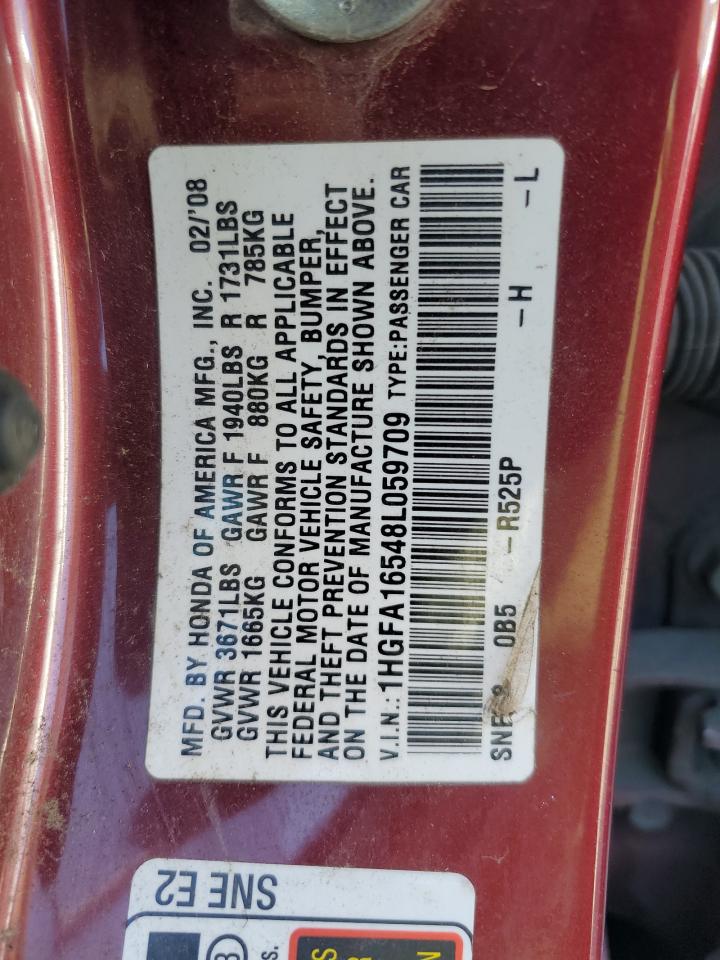 MFD. BY HONDA OF AMERICA MFG., INC. 02/'08
GVWR 3671LBS GAWR F 1940LBS R 1731LBS
GVWR 1665KG GAWR F 880KG R 785KG
THIS VEHICLE CONFORMS TO ALL APPLICABLE
FEDERAL MOTOR VEHICLE SAFETY, BUMPER,
AND THEFT PREVENTION STANDARDS IN EFFECT
ON THE DATE OF MANUFACTURE SHOWN ABOVE.
V.I.N.: 1HGFA16548L059709 TYPE:PASSENGER CAR
0B5 -R525P -H -L
SNE E2